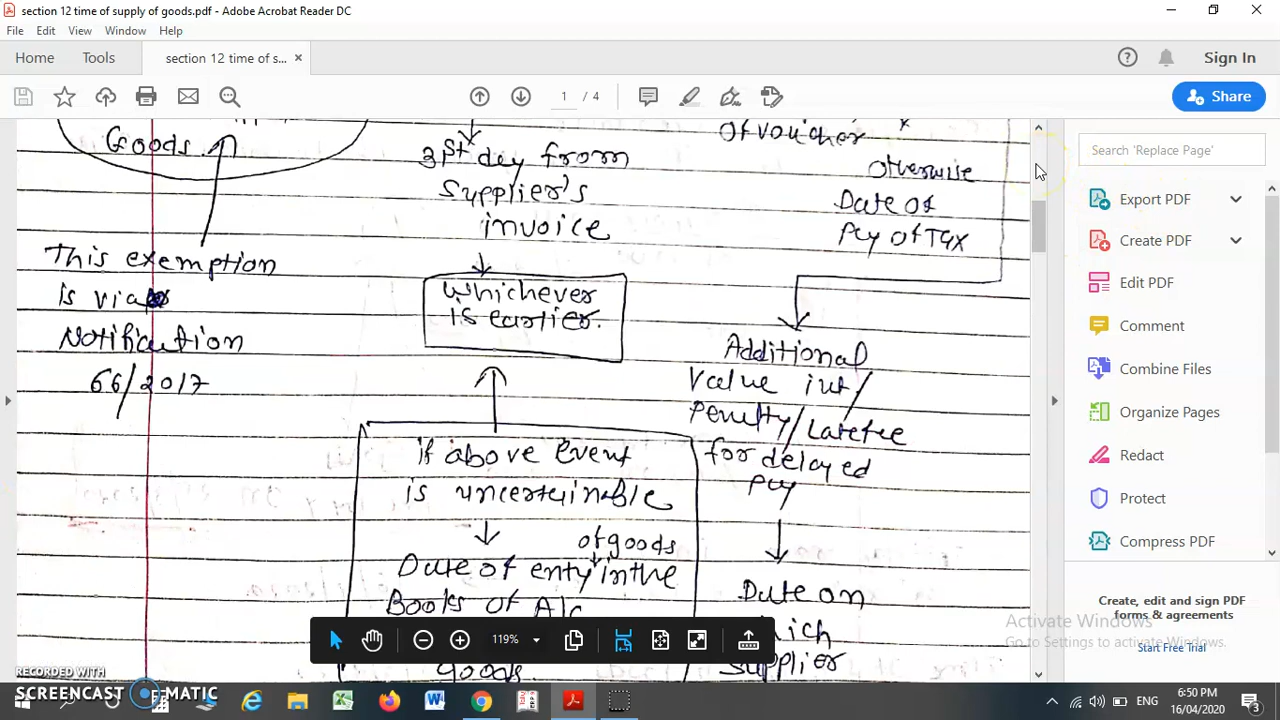 section 12 time of supply of goods.pdf - Adobe Acrobat Reader DC
File Edit View Window Help
Home Tools section 12 time of s... ×
Sign In
1 / 4
Share
Goods.
31st day from
Supplier's
invoice
Whichever
is earlier.
This exemption
is via
Notification
66/2017
of voucher
otherwise
Date of
Pay of Tax
Additional
Value int/
Penalty/Latefee
for delayed
Pay
Date on
which
Supplier
if above Event
is uncertainable
of goods
Date of enty in the
Books of A/c
goods.
119%
Search 'Replace Page'
Export PDF
Create PDF
Edit PDF
Comment
Combine Files
Organize Pages
Redact
Protect
Compress PDF
Create, edit and sign PDF
forms & agreements
Start Free Trial
Activate Windows
Go to Settings to activate Windows.
RECORDED WITH
SCREENCAST MATIC
ENG
6:50 PM
16/04/2020
3